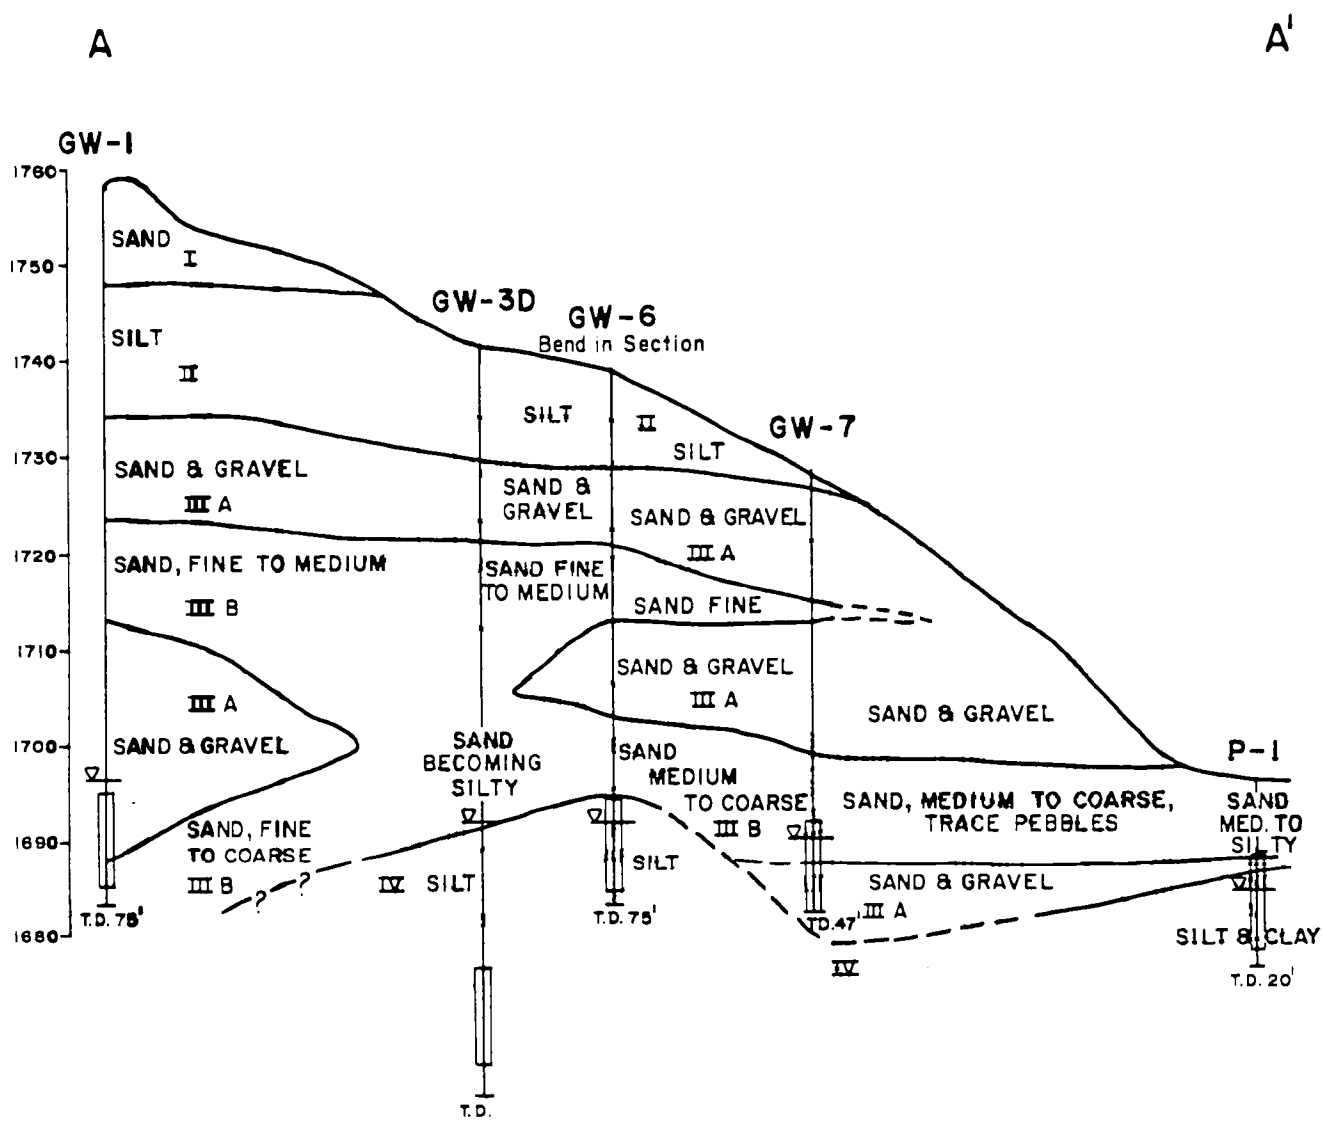 A
A'
GW-1
1760
SAND
I
1750
GW-3D
GW-6
Bend in Section
SILT
II
1740
SILT
II
SILT
GW-7
1730
SAND & GRAVEL
III A
SAND &
GRAVEL
SAND & GRAVEL
III A
1720
SAND, FINE TO MEDIUM
III B
SAND FINE
TO MEDIUM
SAND FINE
1710
SAND & GRAVEL
III A
III A
SAND & GRAVEL
SAND & GRAVEL
1700
SAND
BECOMING
SILTY
SAND
MEDIUM
TO COARSE
III B
SAND, MEDIUM TO COARSE,
TRACE PEBBLES
P-1
SAND
MED. TO
SILTY
1690
SAND, FINE
TO COARSE
III B
? ?
IV SILT
SILT
SAND & GRAVEL
III A
T.D. 75'
T.D. 75'
T.D. 47'
1680
SILT & CLAY
IV
T.D. 20'
T.D.